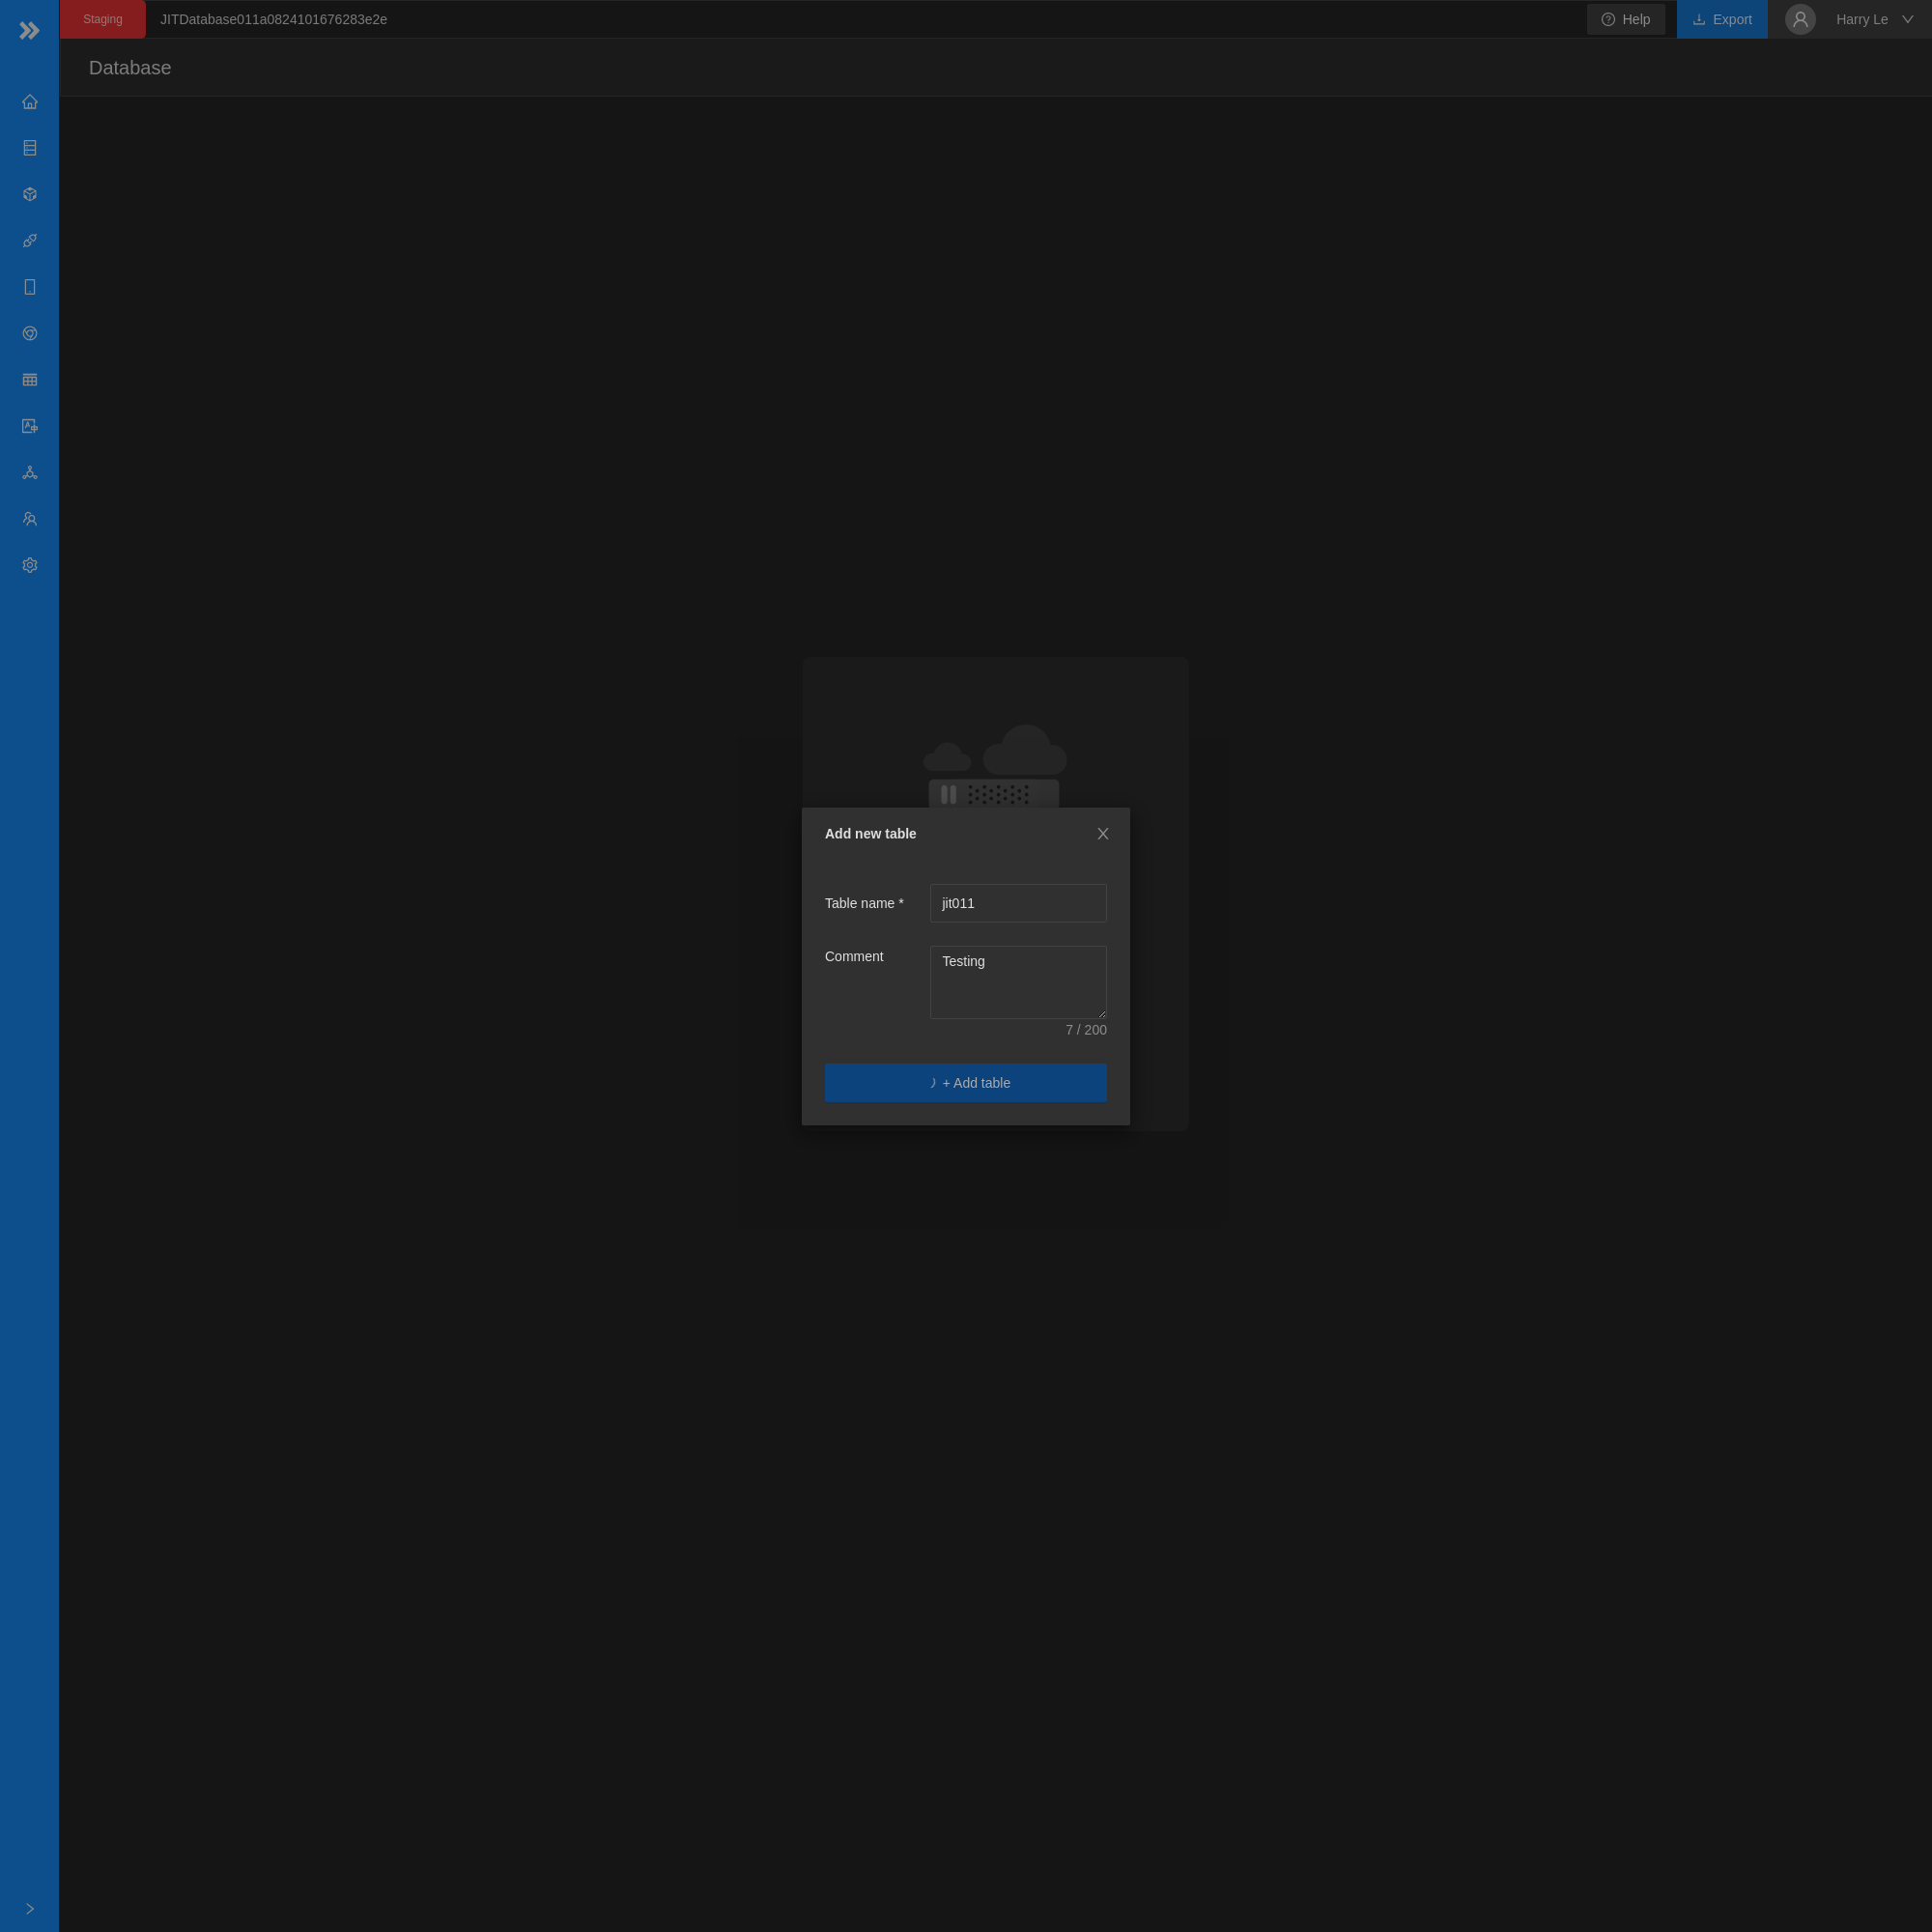 Staging
JITDatabase011a0824101676283e2e
Help
Export
Harry Le
Database
Add new table
Table name *
jit011
Comment
Testing
7 / 200
+ Add table